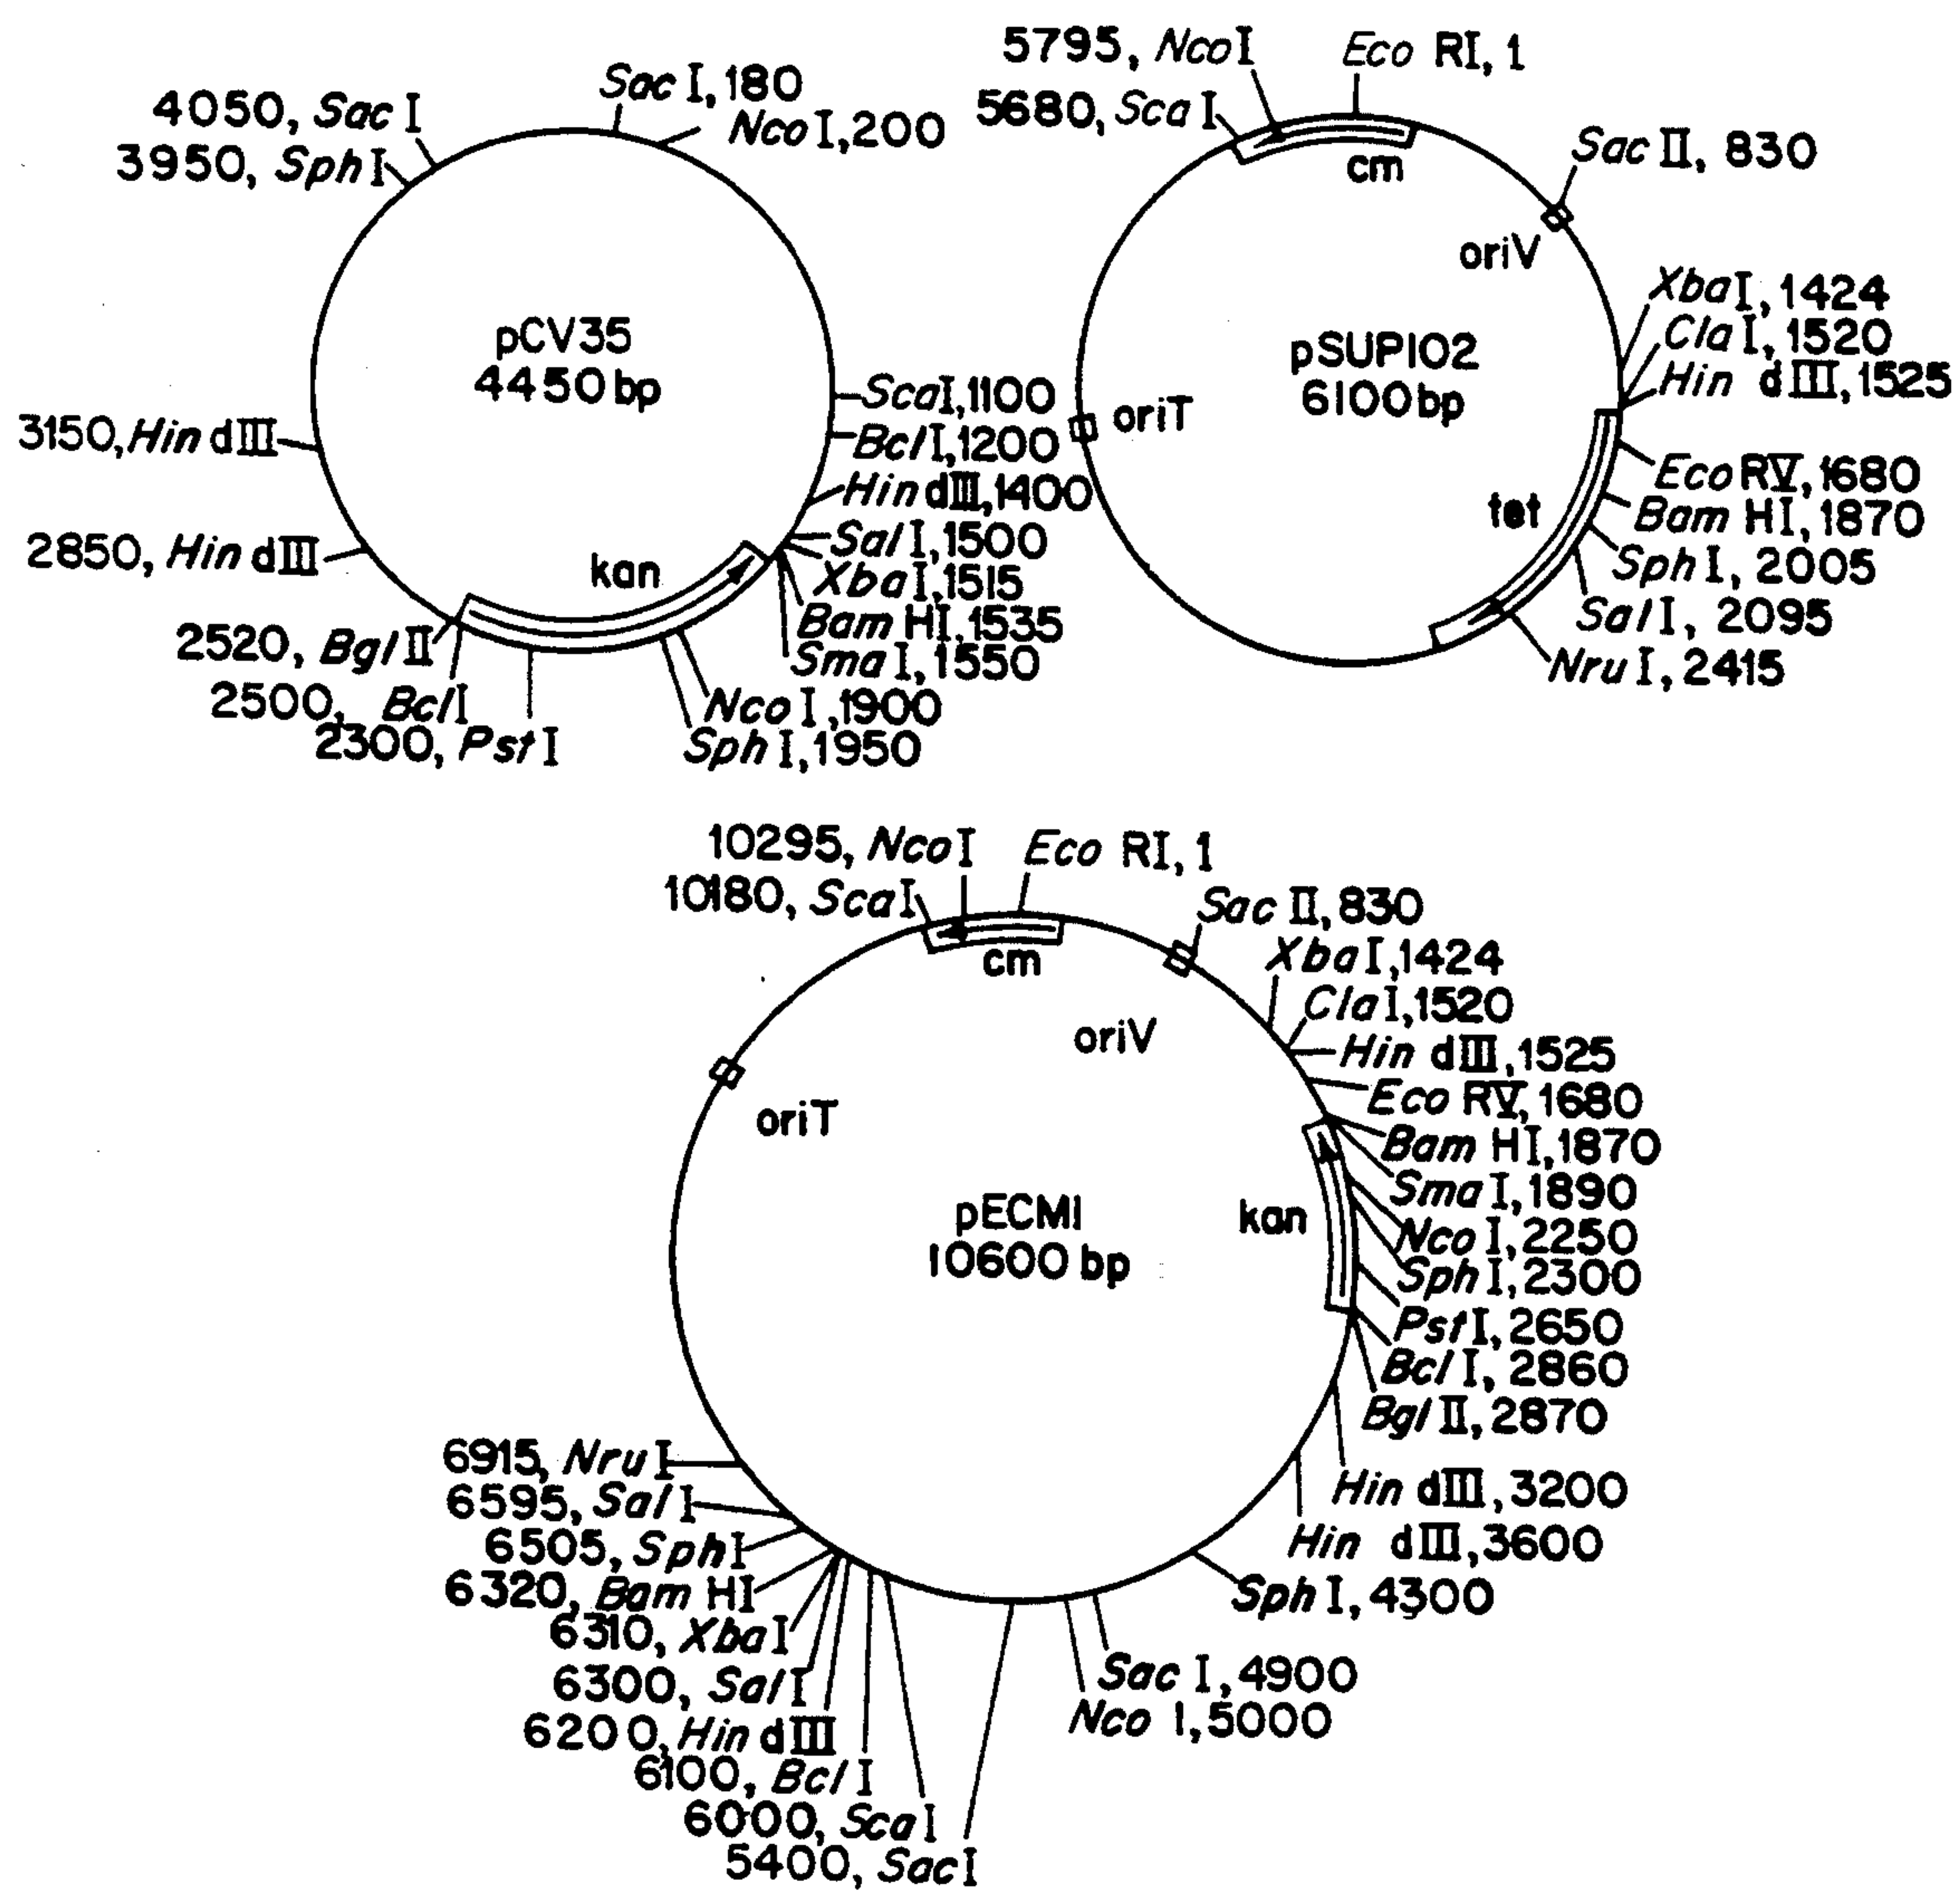 4050, Sac I
3950, Sph I
Sac I, 180
Nco I, 200
pCV35
4450 bp
Sca I, 1100
Bcl I, 1200
Hin dIII, 1400
Sal I, 1500
Xba I, 1515
Bam HI, 1535
Sma I, 1550
Nco I, 1900
Sph I, 1950
3150, Hin dIII
2850, Hin dIII
kan
2520, Bgl II
2500, Bcl I
2300, Pst I
5795, Nco I
5680, Sca I
Eco RI, 1
cm
Sac II, 830
oriV
Xba I, 1424
Cla I, 1520
Hin dIII, 1525
pSUP102
6100 bp
oriT
tet
Eco RV, 1680
Bam HI, 1870
Sph I, 2005
Sal I, 2095
Nru I, 2415
10295, Nco I
10180, Sca I
Eco RI, 1
cm
Sac II, 830
Xba I, 1424
Cla I, 1520
oriV
Hin dIII, 1525
Eco RV, 1680
oriT
Bam HI, 1870
Sma I, 1890
pECM1
10600 bp
kan
Nco I, 2250
Sph I, 2300
Pst I, 2650
Bcl I, 2860
Bgl II, 2870
Hin dIII, 3200
Hin dIII, 3600
Sph I, 4300
Sac I, 4900
Nco I, 5000
6915, Nru I
6595, Sal I
6505, Sph I
6320, Bam HI
6310, Xba I
6300, Sal I
6200, Hin dIII
6100, Bcl I
6000, Sca I
5400, Sac I